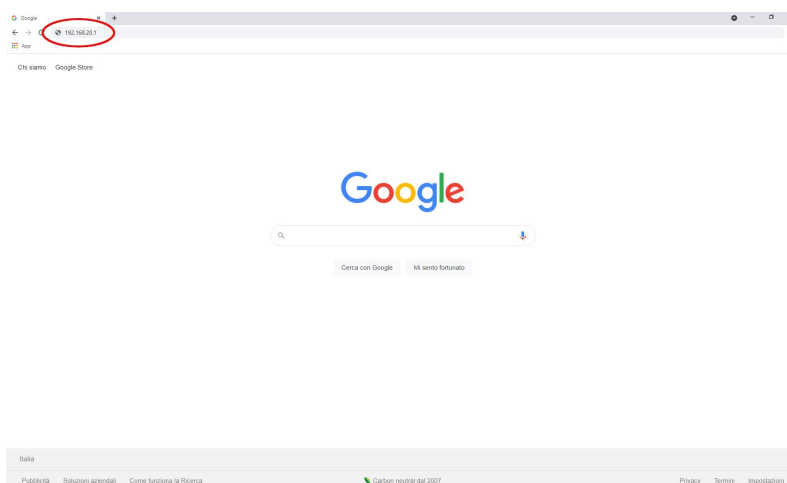 Google
192.168.20.1
App
Chi siamo Google Store
Google
Cerca con Google Mi sento fortunato
Italia
Pubblicità Soluzioni aziendali Come funziona la Ricerca Carbon neutral dal 2007 Privacy Termini Impostazioni